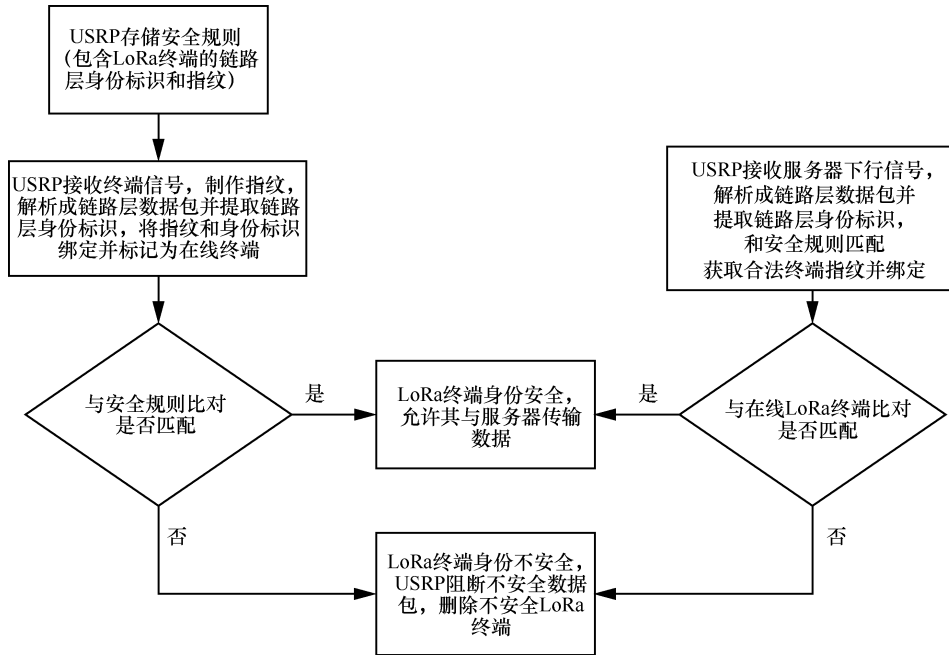 USRP存储安全规则
(包含LoRa终端的链路
层身份标识和指纹)
USRP接收终端信号，制作指纹，
解析成链路层数据包并提取链路
层身份标识，将指纹和身份标识
绑定并标记为在线终端
USRP接收服务器下行信号，
解析成链路层数据包并
提取链路层身份标识，
和安全规则匹配
获取合法终端指纹并绑定
与安全规则比对
是否匹配
是
LoRa终端身份安全，
允许其与服务器传输
数据
是
与在线LoRa终端比对
是否匹配
否
LoRa终端身份不安全，
USRP阻断不安全数据
包，删除不安全LoRa
终端
否